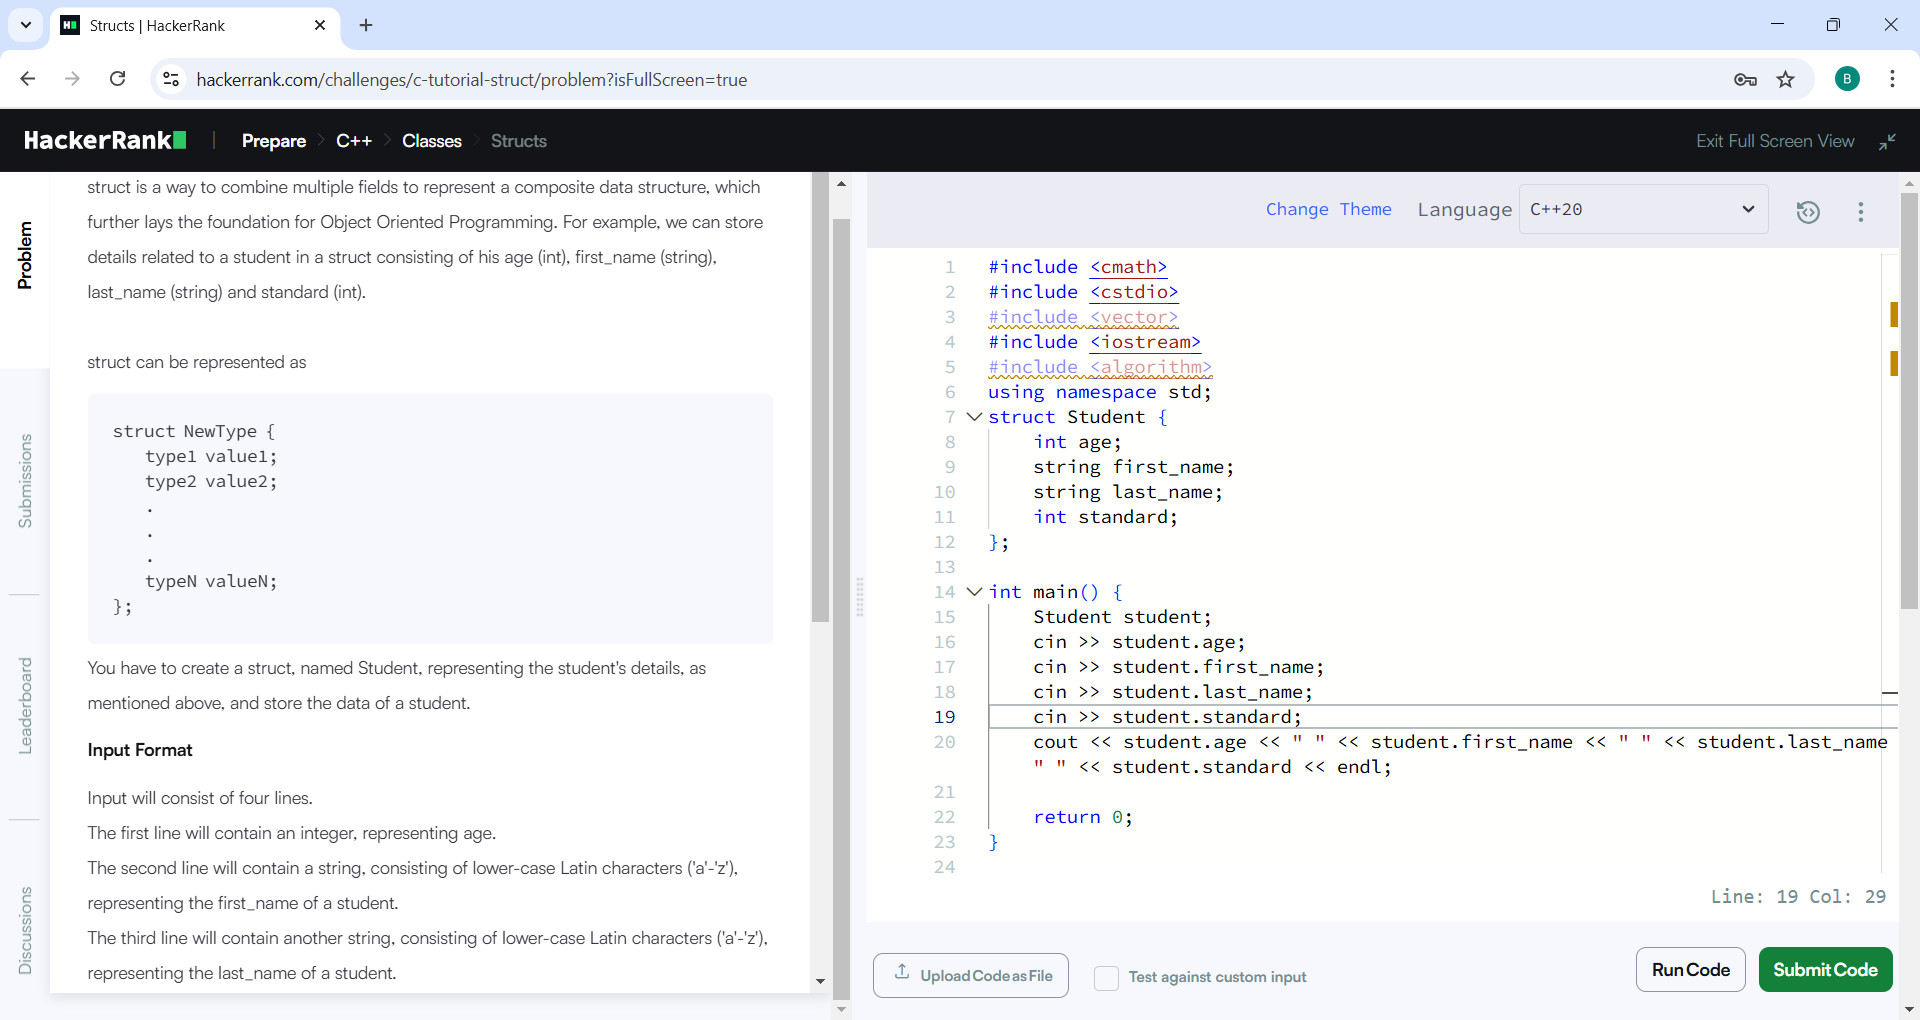 Structs | HackerRank
hackerrank.com/challenges/c-tutorial-struct/problem?isFullScreen=true
B
HackerRank
Prepare
C++
Classes
Structs
Exit Full Screen View
Problem
Submissions
Leaderboard
Discussions
struct is a way to combine multiple fields to represent a composite data structure, which
further lays the foundation for Object Oriented Programming. For example, we can store
details related to a student in a struct consisting of his age (int), first_name (string),
last_name (string) and standard (int).
struct can be represented as
struct NewType {
type1 value1;
type2 value2;
.
.
.
typeN valueN;
};
You have to create a struct, named Student, representing the student's details, as
mentioned above, and store the data of a student.
Input Format
Input will consist of four lines.
The first line will contain an integer, representing age.
The second line will contain a string, consisting of lower-case Latin characters ('a'-'z'),
representing the first_name of a student.
The third line will contain another string, consisting of lower-case Latin characters ('a'-'z'),
representing the last_name of a student.
Change Theme
Language
C++20
1 #include <cmath>
2 #include <cstdio>
3 #include <vector>
4 #include <iostream>
5 #include <algorithm>
6 using namespace std;
7 struct Student {
8 int age;
9 string first_name;
10 string last_name;
11 int standard;
12 };
13
14 int main() {
15 Student student;
16 cin >> student.age;
17 cin >> student.first_name;
18 cin >> student.last_name;
19 cin >> student.standard;
20 cout << student.age << " " << student.first_name << " " << student.last_name
" " << student.standard << endl;
21
22 return 0;
23 }
24
Line: 19 Col: 29
Upload Code as File
Test against custom input
Run Code
Submit Code